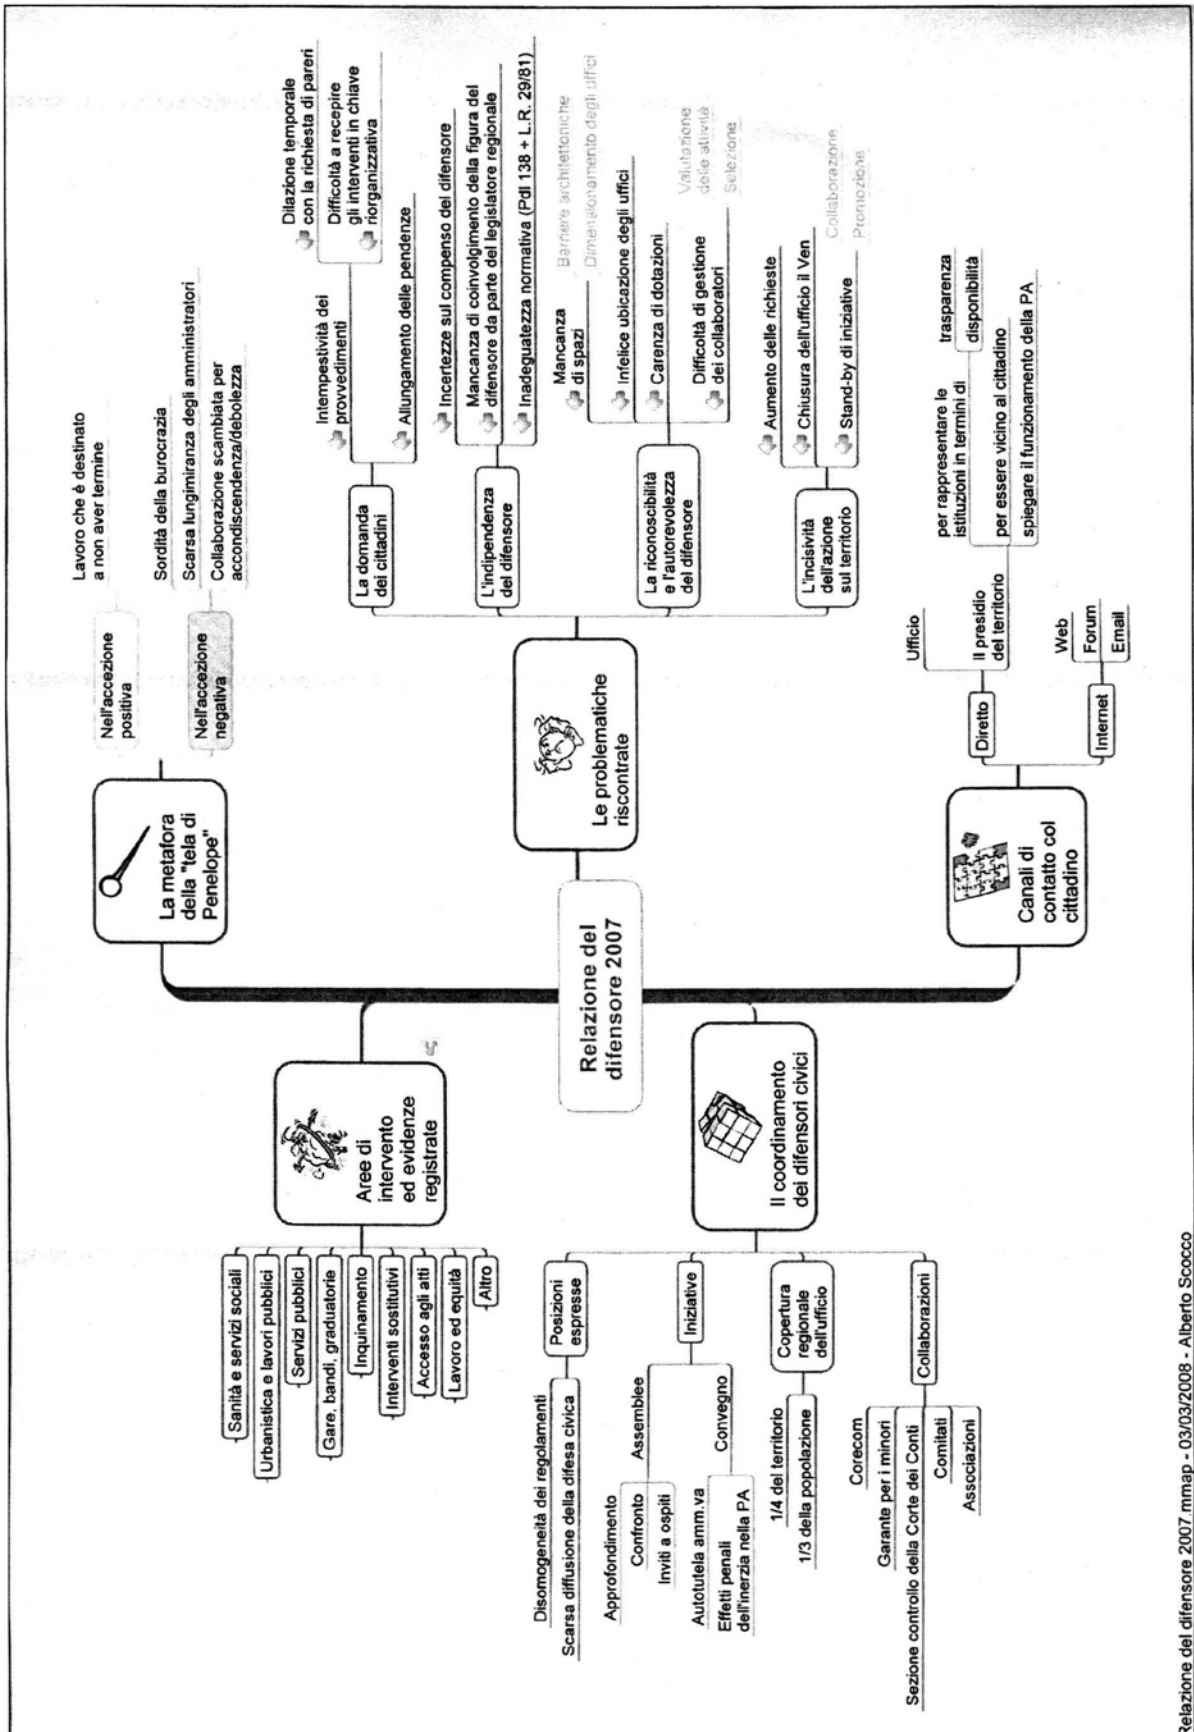 Relazione del
difensore 2007
La metafora
della "tela di
Penelope"
Nell'accezione
positiva
Lavoro che è destinato
a non aver termine
Nell'accezione
negativa
Sordità della burocrazia
Scarsa lungimiranza degli amministratori
Collaborazione scambiata per
accondiscendenza/debolezza
Le problematiche
riscontrate
La domanda
dei cittadini
Intempestività dei
provvedimenti
Dilazione temporale
con la richiesta di pareri
Difficoltà a recepire
gli interventi in chiave
riorganizzativa
Allungamento delle pendenze
L'indipendenza
del difensore
Incertezze sul compenso del difensore
Mancanza di coinvolgimento della figura del
difensore da parte del legislatore regionale
Inadeguatezza normativa (Pdl 138 + L.R. 29/81)
La riconoscibilità
e l'autorevolezza
del difensore
Mancanza
di spazi
Barriere architettoniche
Dimensionamento degli uffici
Infelice ubicazione degli uffici
Carenza di dotazioni
Difficoltà di gestione
dei collaboratori
Valutazione
delle attività
Selezione
L'incisività
dell'azione
sul territorio
Aumento delle richieste
Chiusura dell'ufficio il Ven
Stand-by di iniziative
Collaborazione
Promozione
Canali di
contatto col
cittadino
Diretto
Ufficio
Il presidio
del territorio
per rappresentare le
istituzioni in termini di
trasparenza
disponibilità
per essere vicino al cittadino
spiegare il funzionamento della PA
Internet
Web
Forum
Email
Aree di
intervento
ed evidenze
registrate
Sanità e servizi sociali
Urbanistica e lavori pubblici
Servizi pubblici
Gare, bandi, graduatorie
Inquinamento
Interventi sostitutivi
Accesso agli atti
Lavoro ed equità
Altro
Il coordinamento
dei difensori civici
Posizioni
espresse
Disomogeneità dei regolamenti
Scarsa diffusione della difesa civica
Iniziative
Assemblee
Approfondimento
Confronto
Inviti a ospiti
Convegno
Autotutela amm.va
Effetti penali
dell'inerzia nella PA
Copertura
regionale
dell'ufficio
1/4 del territorio
1/3 della popolazione
Collaborazioni
Corecom
Garante per i minori
Sezione controllo della Corte dei Conti
Comitati
Associazioni
Relazione del difensore 2007.mmap - 03/03/2008 - Alberto Scocco